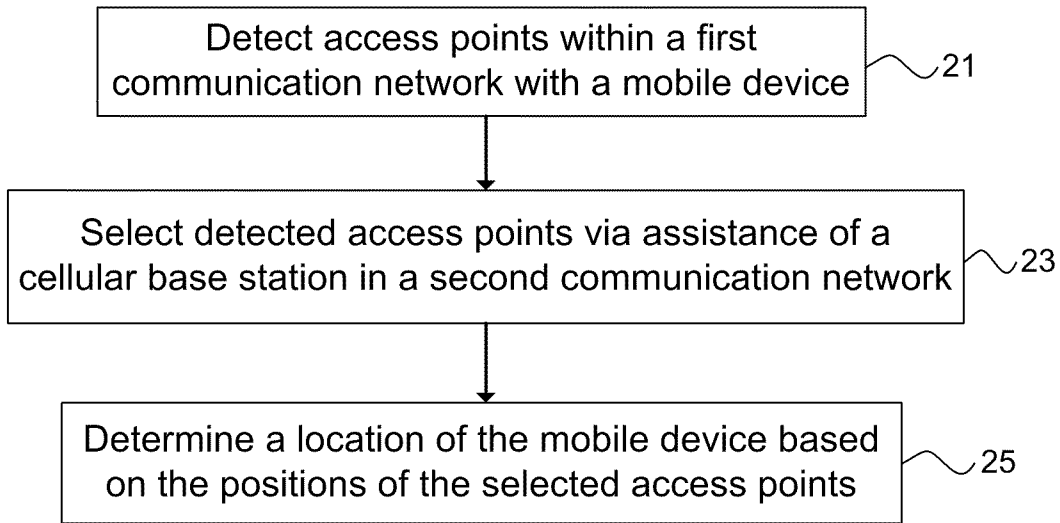 Detect access points within a first
communication network with a mobile device
21
Select detected access points via assistance of a
cellular base station in a second communication network
23
Determine a location of the mobile device based
on the positions of the selected access points
25